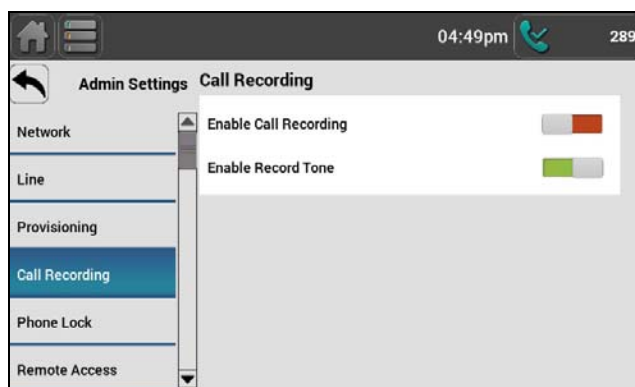 04:49pm 289
Admin Settings
Call Recording
Network
Enable Call Recording
Line
Enable Record Tone
Provisioning
Call Recording
Phone Lock
Remote Access